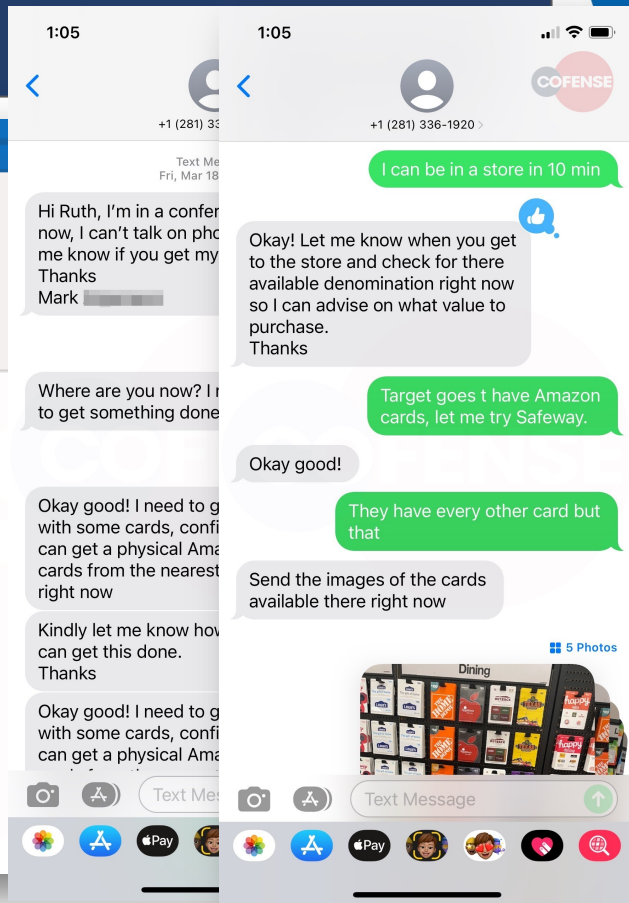 1:05
+1 (281) 33
Text Me
Fri, Mar 18
Hi Ruth, I'm in a confer
now, I can't talk on pho
me know if you get my
Thanks
Mark
Where are you now? I
to get something done
Okay good! I need to g
with some cards, confi
can get a physical Ama
cards from the nearest
right now
Kindly let me know how
can get this done.
Thanks
Okay good! I need to g
with some cards, confi
can get a physical Ama
Text Mes
Pay
1:05
COFENSE
+1 (281) 336-1920
I can be in a store in 10 min
Okay! Let me know when you get
to the store and check for there
available denomination right now
so I can advise on what value to
purchase.
Thanks
Target goes t have Amazon
cards, let me try Safeway.
Okay good!
They have every other card but
that
Send the images of the cards
available there right now
5 Photos
Dining
happy
happy
Text Message
Pay
COFENSE